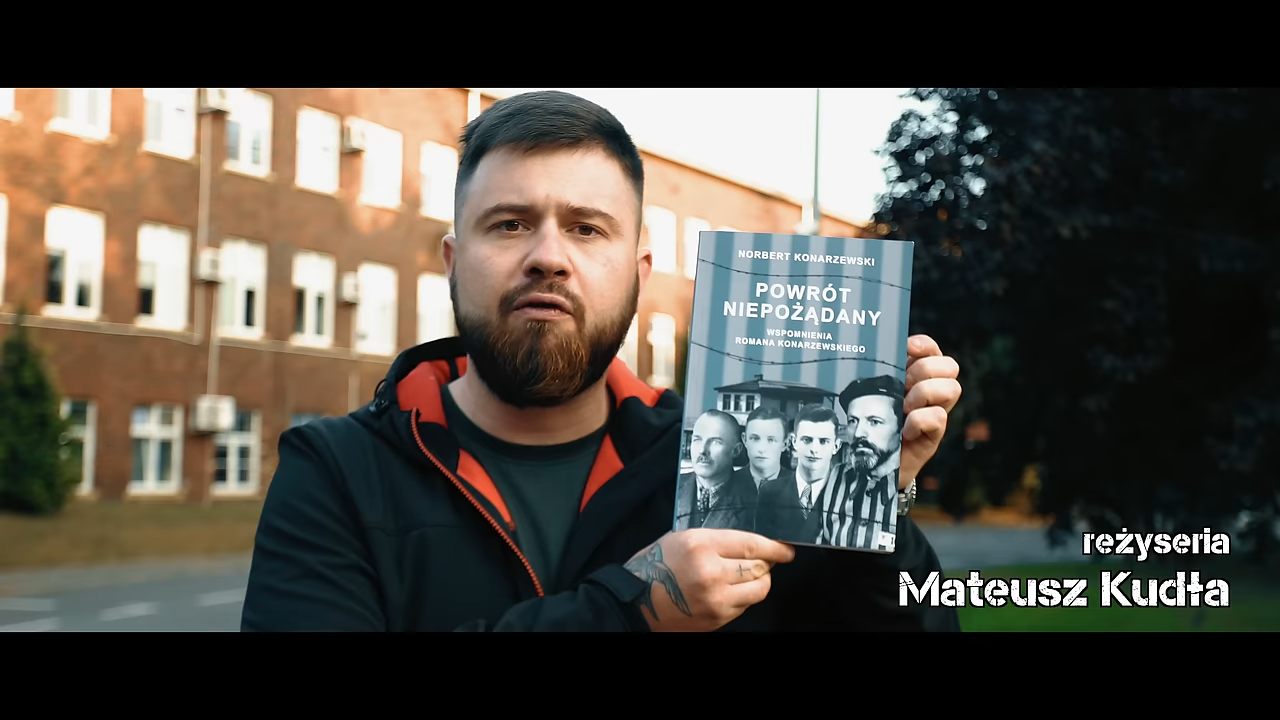 NORBERT KONARZEWSKI
POWRÓT
NIEPOŻĄDANY
WSPOMNIENIA
ROMANA KONARZEWSKIEGO
reżyseria
Mateusz Kudła